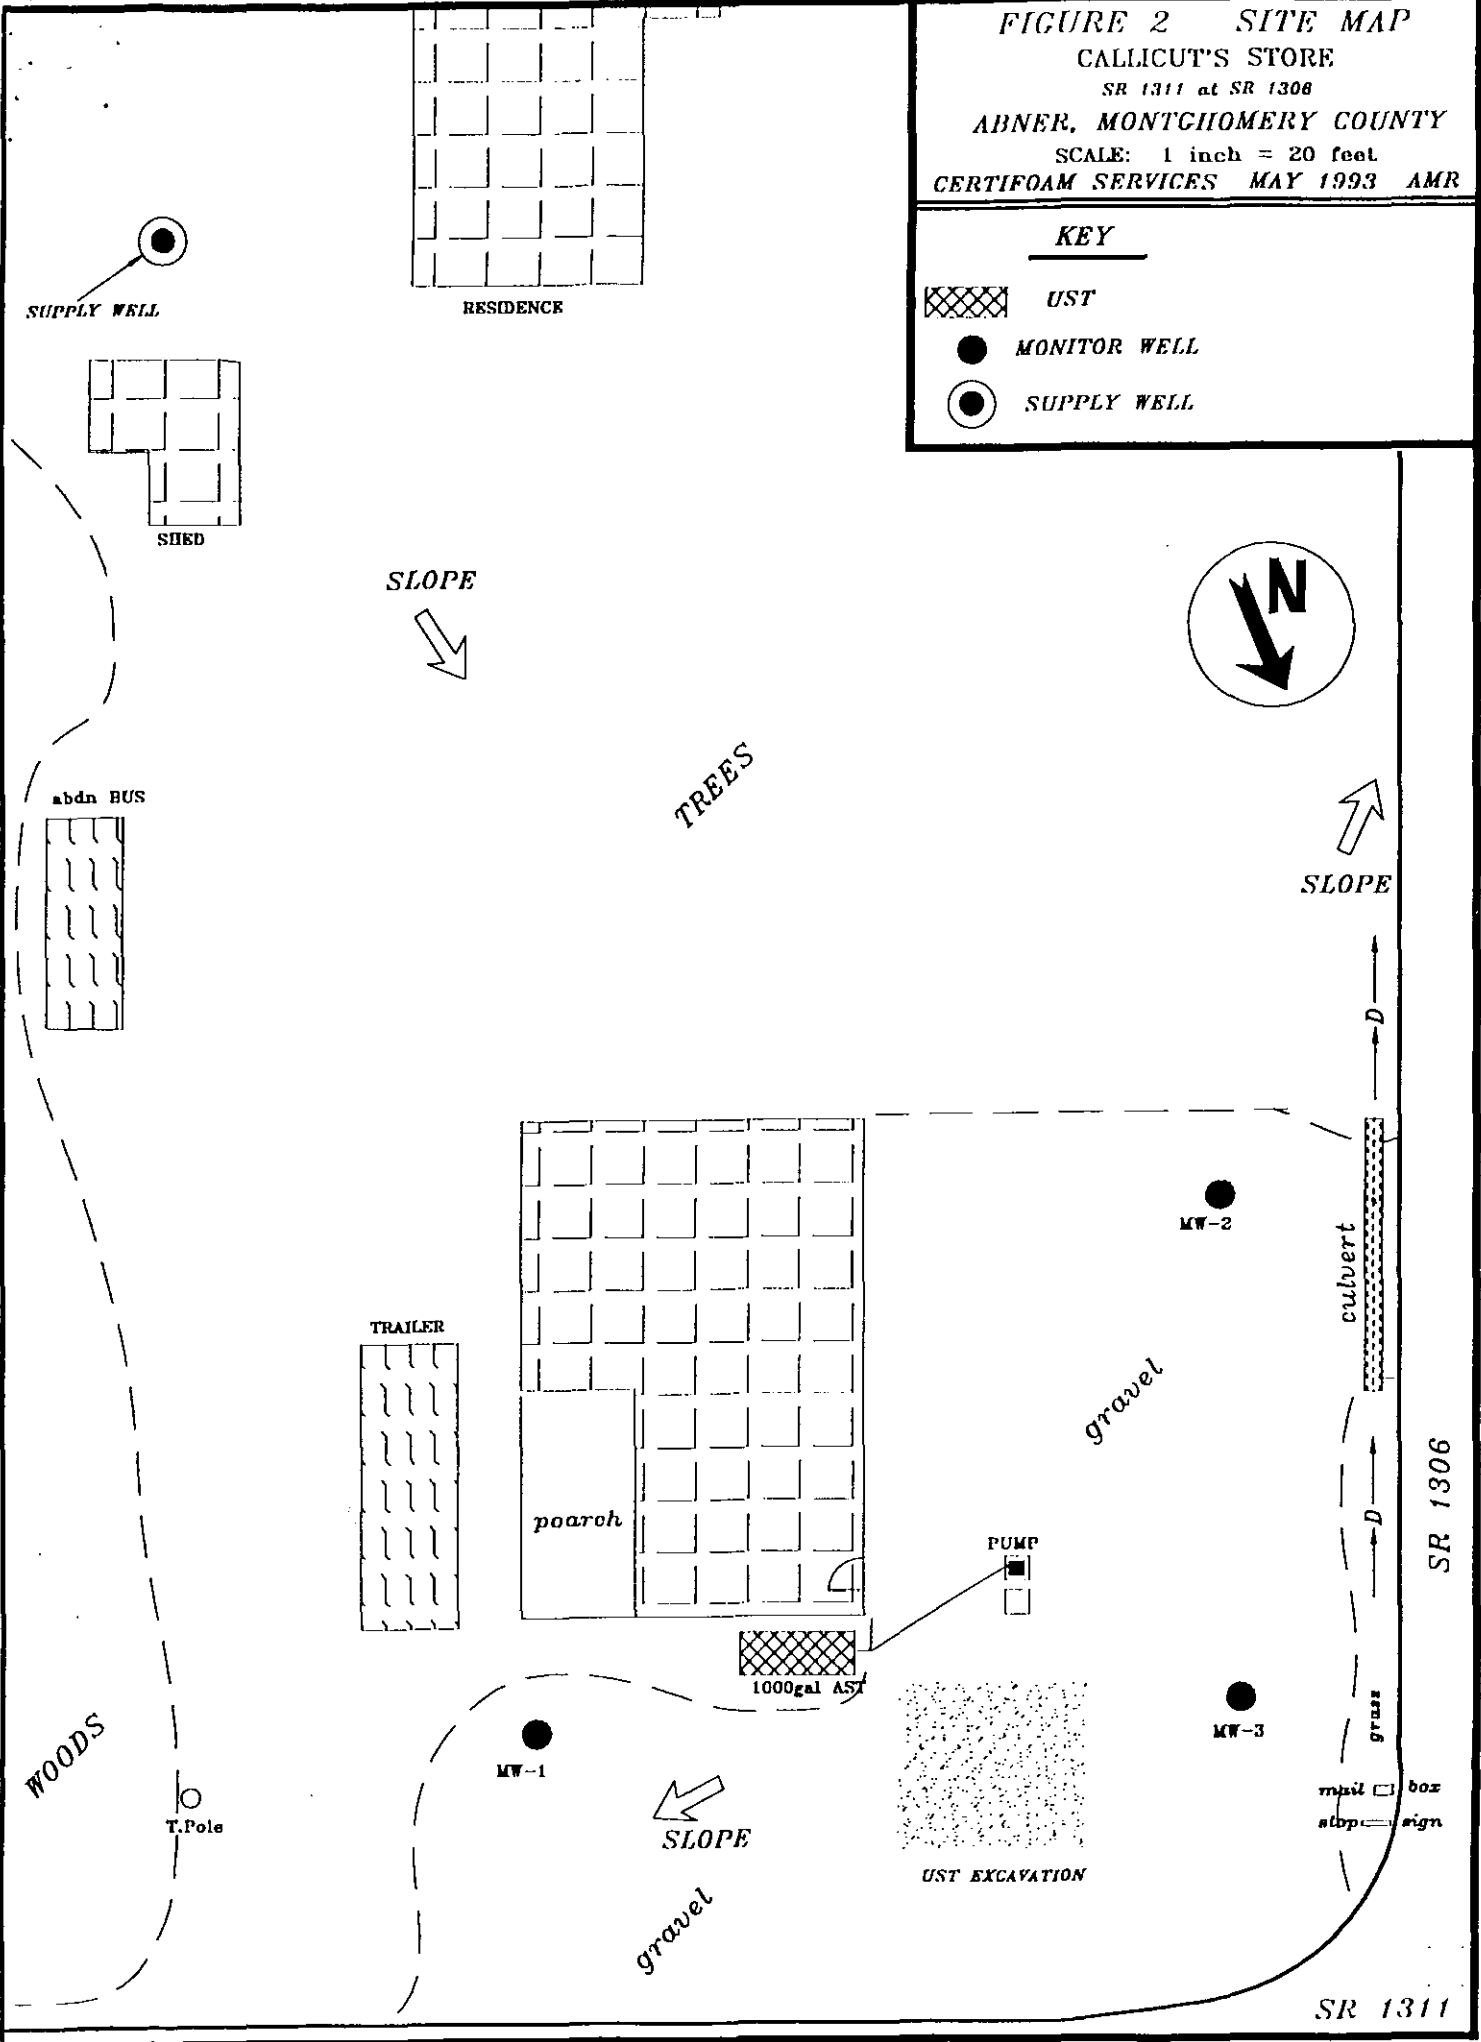 FIGURE 2 SITE MAP
CALLICUT'S STORE
SR 1311 at SR 1306
ABNER, MONTGHOMERY COUNTY
SCALE: 1 inch = 20 feet
CERTIFOAM SERVICES MAY 1993 AMR
KEY
UST
MONITOR WELL
SUPPLY WELL
SUPPLY WELL
RESIDENCE
SHED
SLOPE
N
TREES
abdn BUS
SLOPE
D
MW-2
culvert
TRAILER
gravel
SR 1306
poarch
D
PUMP
1000gal AST
grass
MW-3
WOODS
MW-1
mail box
T.Pole
SLOPE
stop sign
UST EXCAVATION
gravel
SR 1311